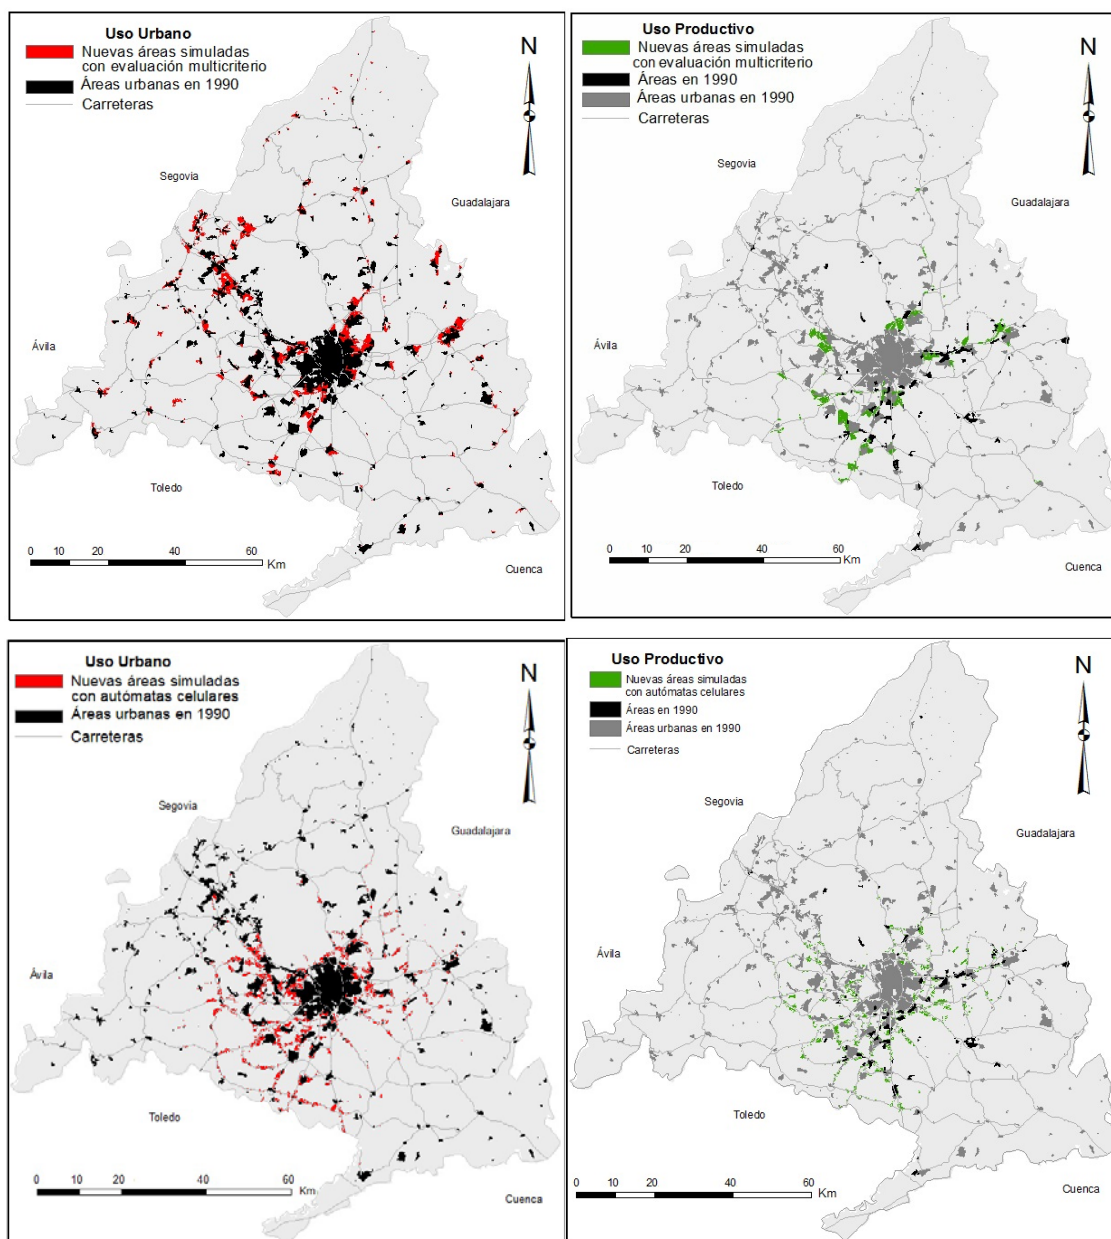 Uso Urbano
Nuevas áreas simuladas
con evaluación multicriterio
Áreas urbanas en 1990
Carreteras
N
Segovia
Guadalajara
Ávila
Toledo
Cuenca
0 10 20 40 60
Km
Uso Productivo
Nuevas áreas simuladas
con evaluación multicriterio
Áreas en 1990
Áreas urbanas en 1990
Carreteras
N
Segovia
Guadalajara
Ávila
Toledo
Cuenca
0 10 20 40 60
Km
Uso Urbano
Nuevas áreas simuladas
con autómatas celulares
Áreas urbanas en 1990
Carreteras
N
Segovia
Guadalajara
Ávila
Toledo
Cuenca
0 10 20 40 60
Km
Uso Productivo
Nuevas áreas simuladas
con autómatas celulares
Áreas en 1990
Áreas urbanas en 1990
Carreteras
N
Segovia
Guadalajara
Ávila
Toledo
Cuenca
0 10 20 40 60
Km